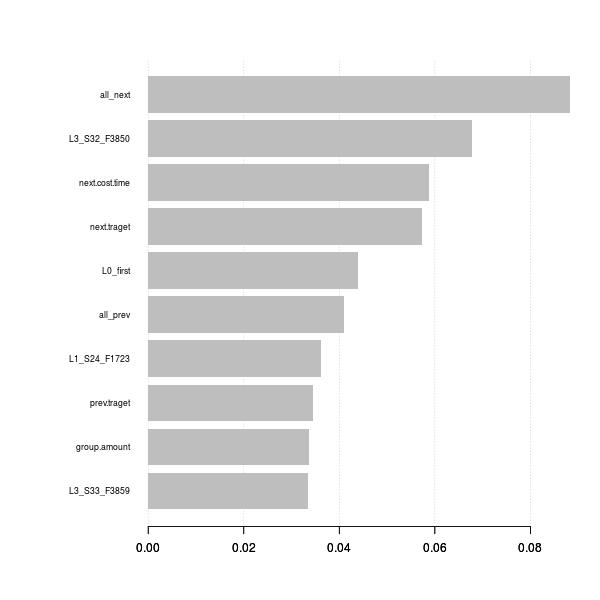 all_next
L3_S32_F3850
next.cost.time
next.traget
L0_first
all_prev
L1_S24_F1723
prev.traget
group.amount
L3_S33_F3859
0.00 0.02 0.04 0.06 0.08